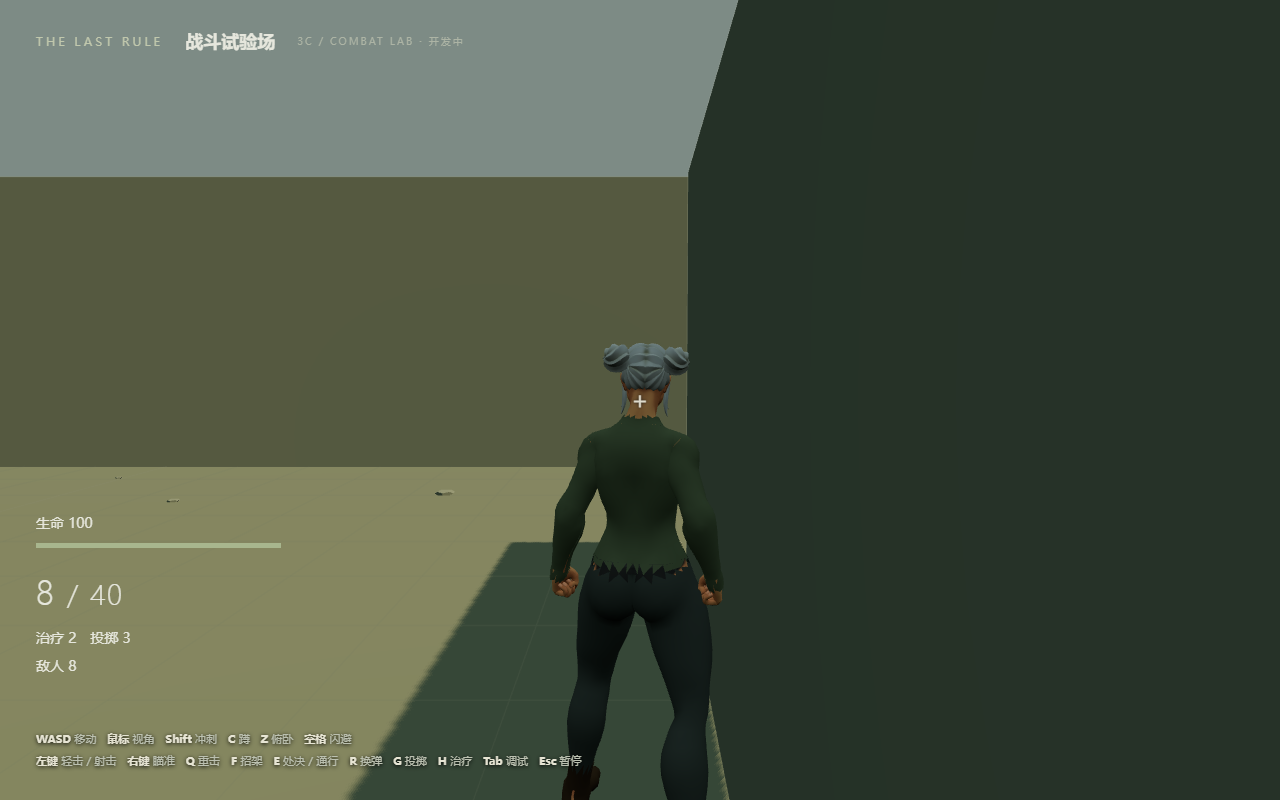 THE LAST RULE 战斗试验场 3C / COMBAT LAB · 开发中
生命 100
8 / 40
治疗 2 投掷 3
敌人 8
WASD 移动 鼠标 视角 Shift 冲刺 C 蹲 Z 俯卧 空格 闪避
左键 轻击 / 射击 右键 瞄准 Q 重击 F 招架 E 处决 / 通行 R 换弹 G 投掷 H 治疗 Tab 调试 Esc 暂停